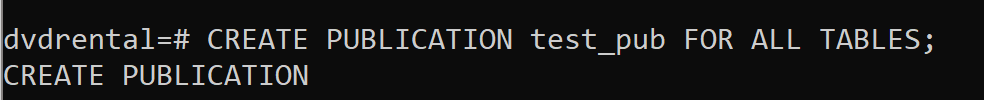 dvdrental=# CREATE PUBLICATION test_pub FOR ALL TABLES;
CREATE PUBLICATION